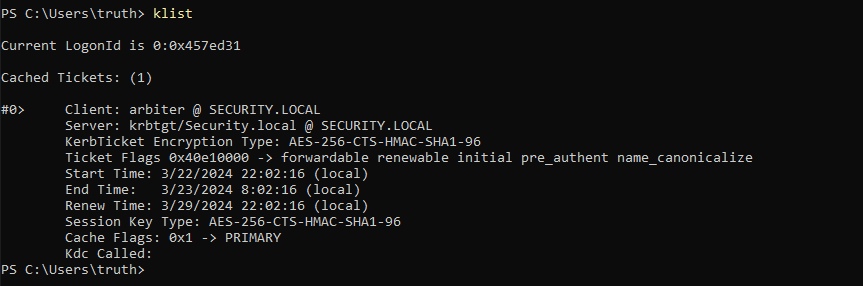 PS C:\Users\truth> klist
Current LogonId is 0:0x457ed31
Cached Tickets: (1)
#0>     Client: arbiter @ SECURITY.LOCAL
        Server: krbtgt/Security.local @ SECURITY.LOCAL
        KerbTicket Encryption Type: AES-256-CTS-HMAC-SHA1-96
        Ticket Flags 0x40e10000 -> forwardable renewable initial pre_authent name_canonicalize
        Start Time: 3/22/2024 22:02:16 (local)
        End Time:   3/23/2024 8:02:16 (local)
        Renew Time: 3/29/2024 22:02:16 (local)
        Session Key Type: AES-256-CTS-HMAC-SHA1-96
        Cache Flags: 0x1 -> PRIMARY
        Kdc Called:
PS C:\Users\truth>